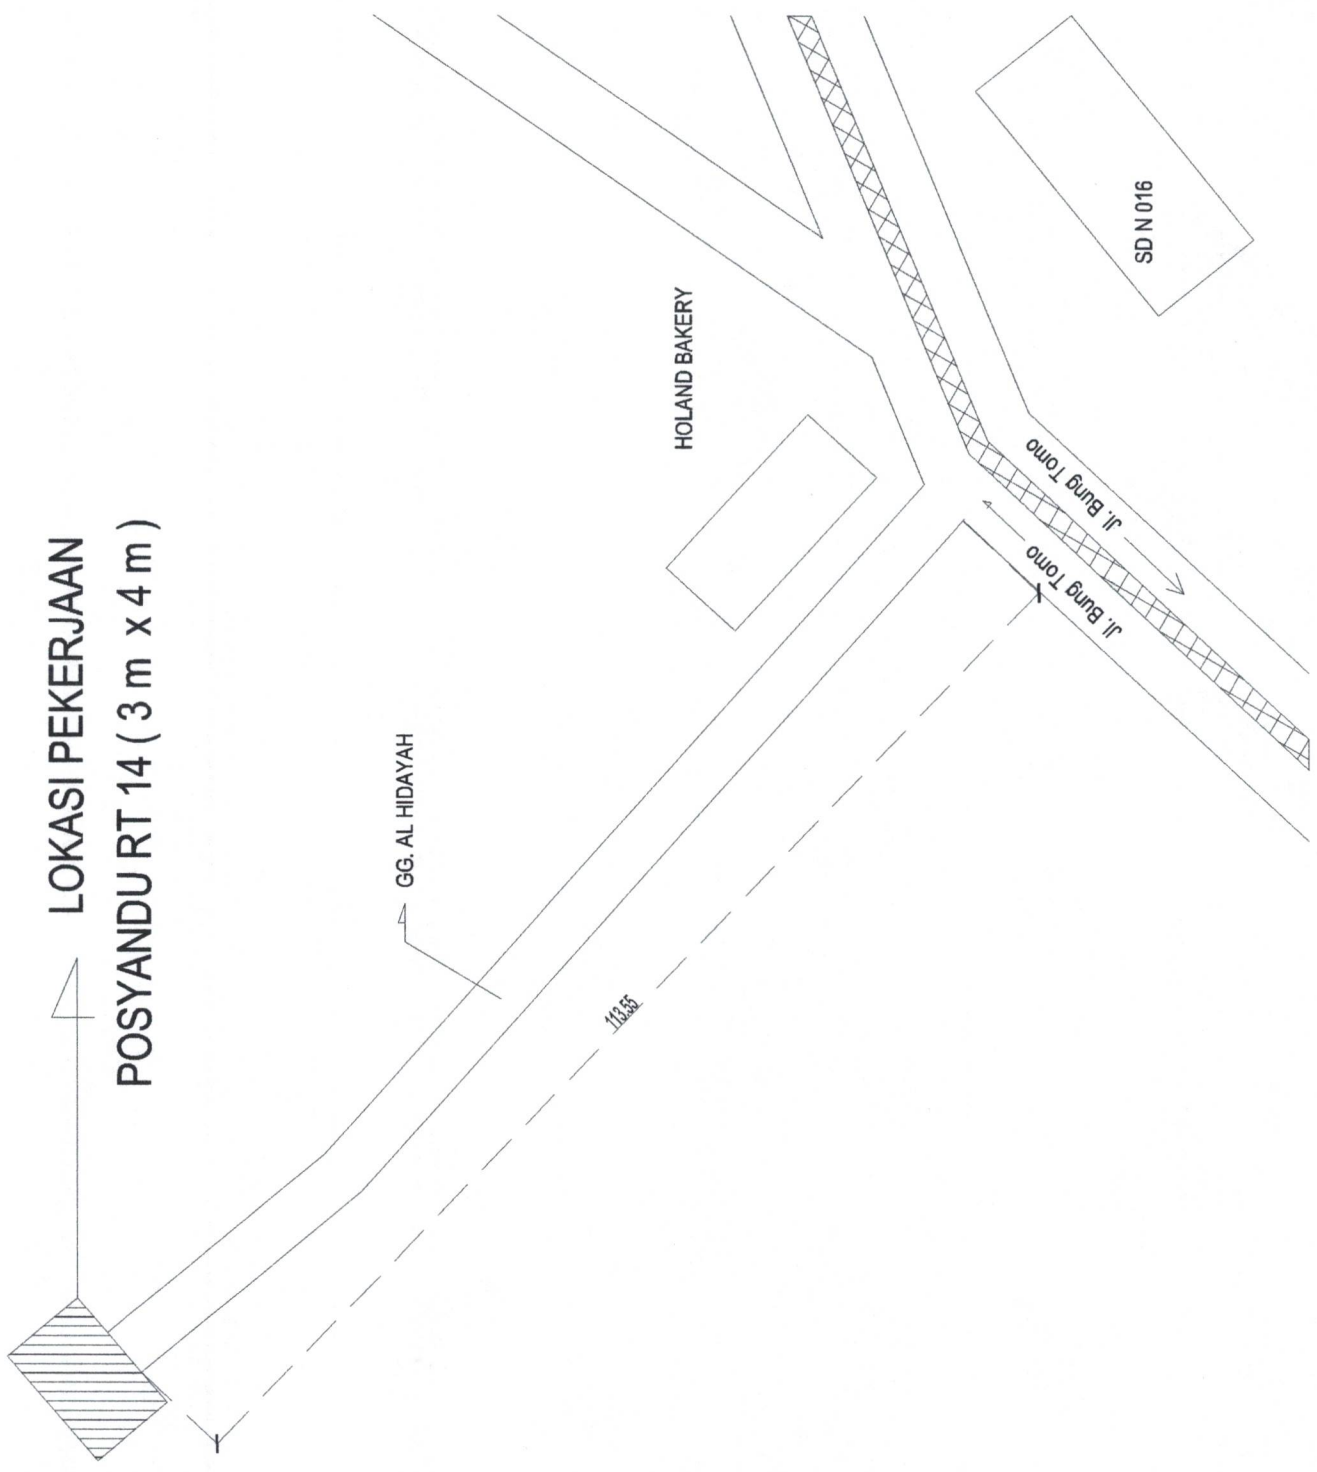 LOKASI PEKERJAAN
POSYANDU RT 14 ( 3 m x 4 m )
GG. AL HIDAYAH
HOLAND BAKERY
SD N 016
Jl. Bung Tomo
Jl. Bung Tomo
113.55